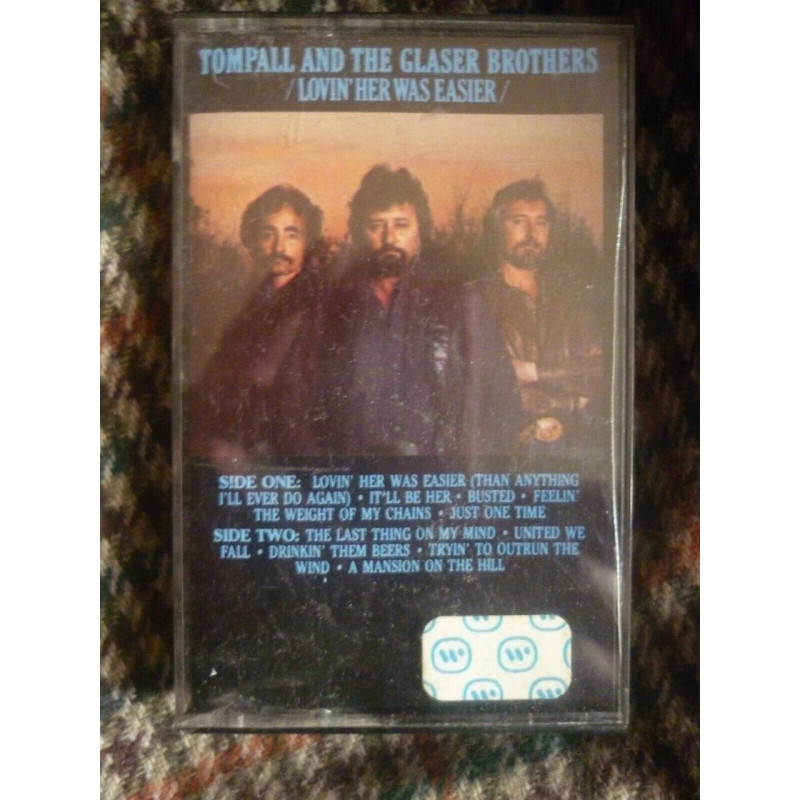 TOMPALL AND THE GLASER BROTHERS
/LOVIN' HER WAS EASIER/
SIDE ONE: LOVIN' HER WAS EASIER (THAN ANYTHING
I'LL EVER DO AGAIN) • IT'LL BE HER • BUSTED • FEELIN'
THE WEIGHT OF MY CHAINS • JUST ONE TIME
SIDE TWO: THE LAST THING ON MY MIND • UNITED WE
FALL • DRINKIN' THEM BEERS • TRYIN' TO OUTRUN THE
WIND • A MANSION ON THE HILL